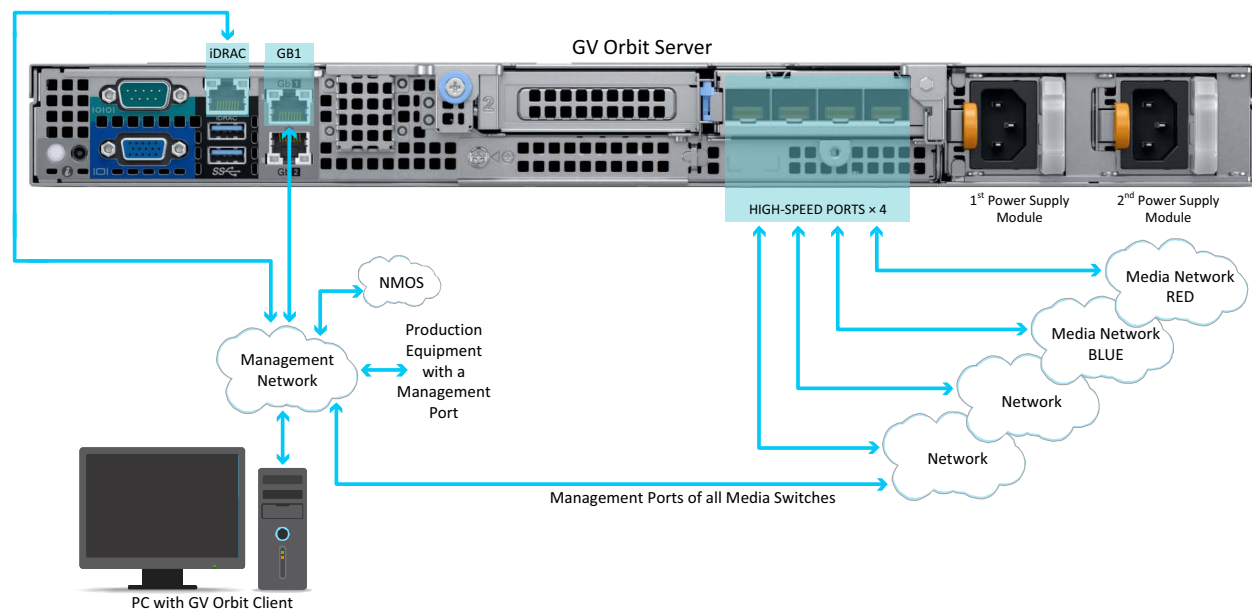 GV Orbit Server
iDRAC
GB1
Gb 1
2
IOIOI
iDRAC
Gb 2
HIGH-SPEED PORTS × 4
1st Power Supply
Module
2nd Power Supply
Module
NMOS
Media Network
RED
Media Network
BLUE
Network
Network
Management
Network
Production
Equipment
with a
Management
Port
Management Ports of all Media Switches
PC with GV Orbit Client